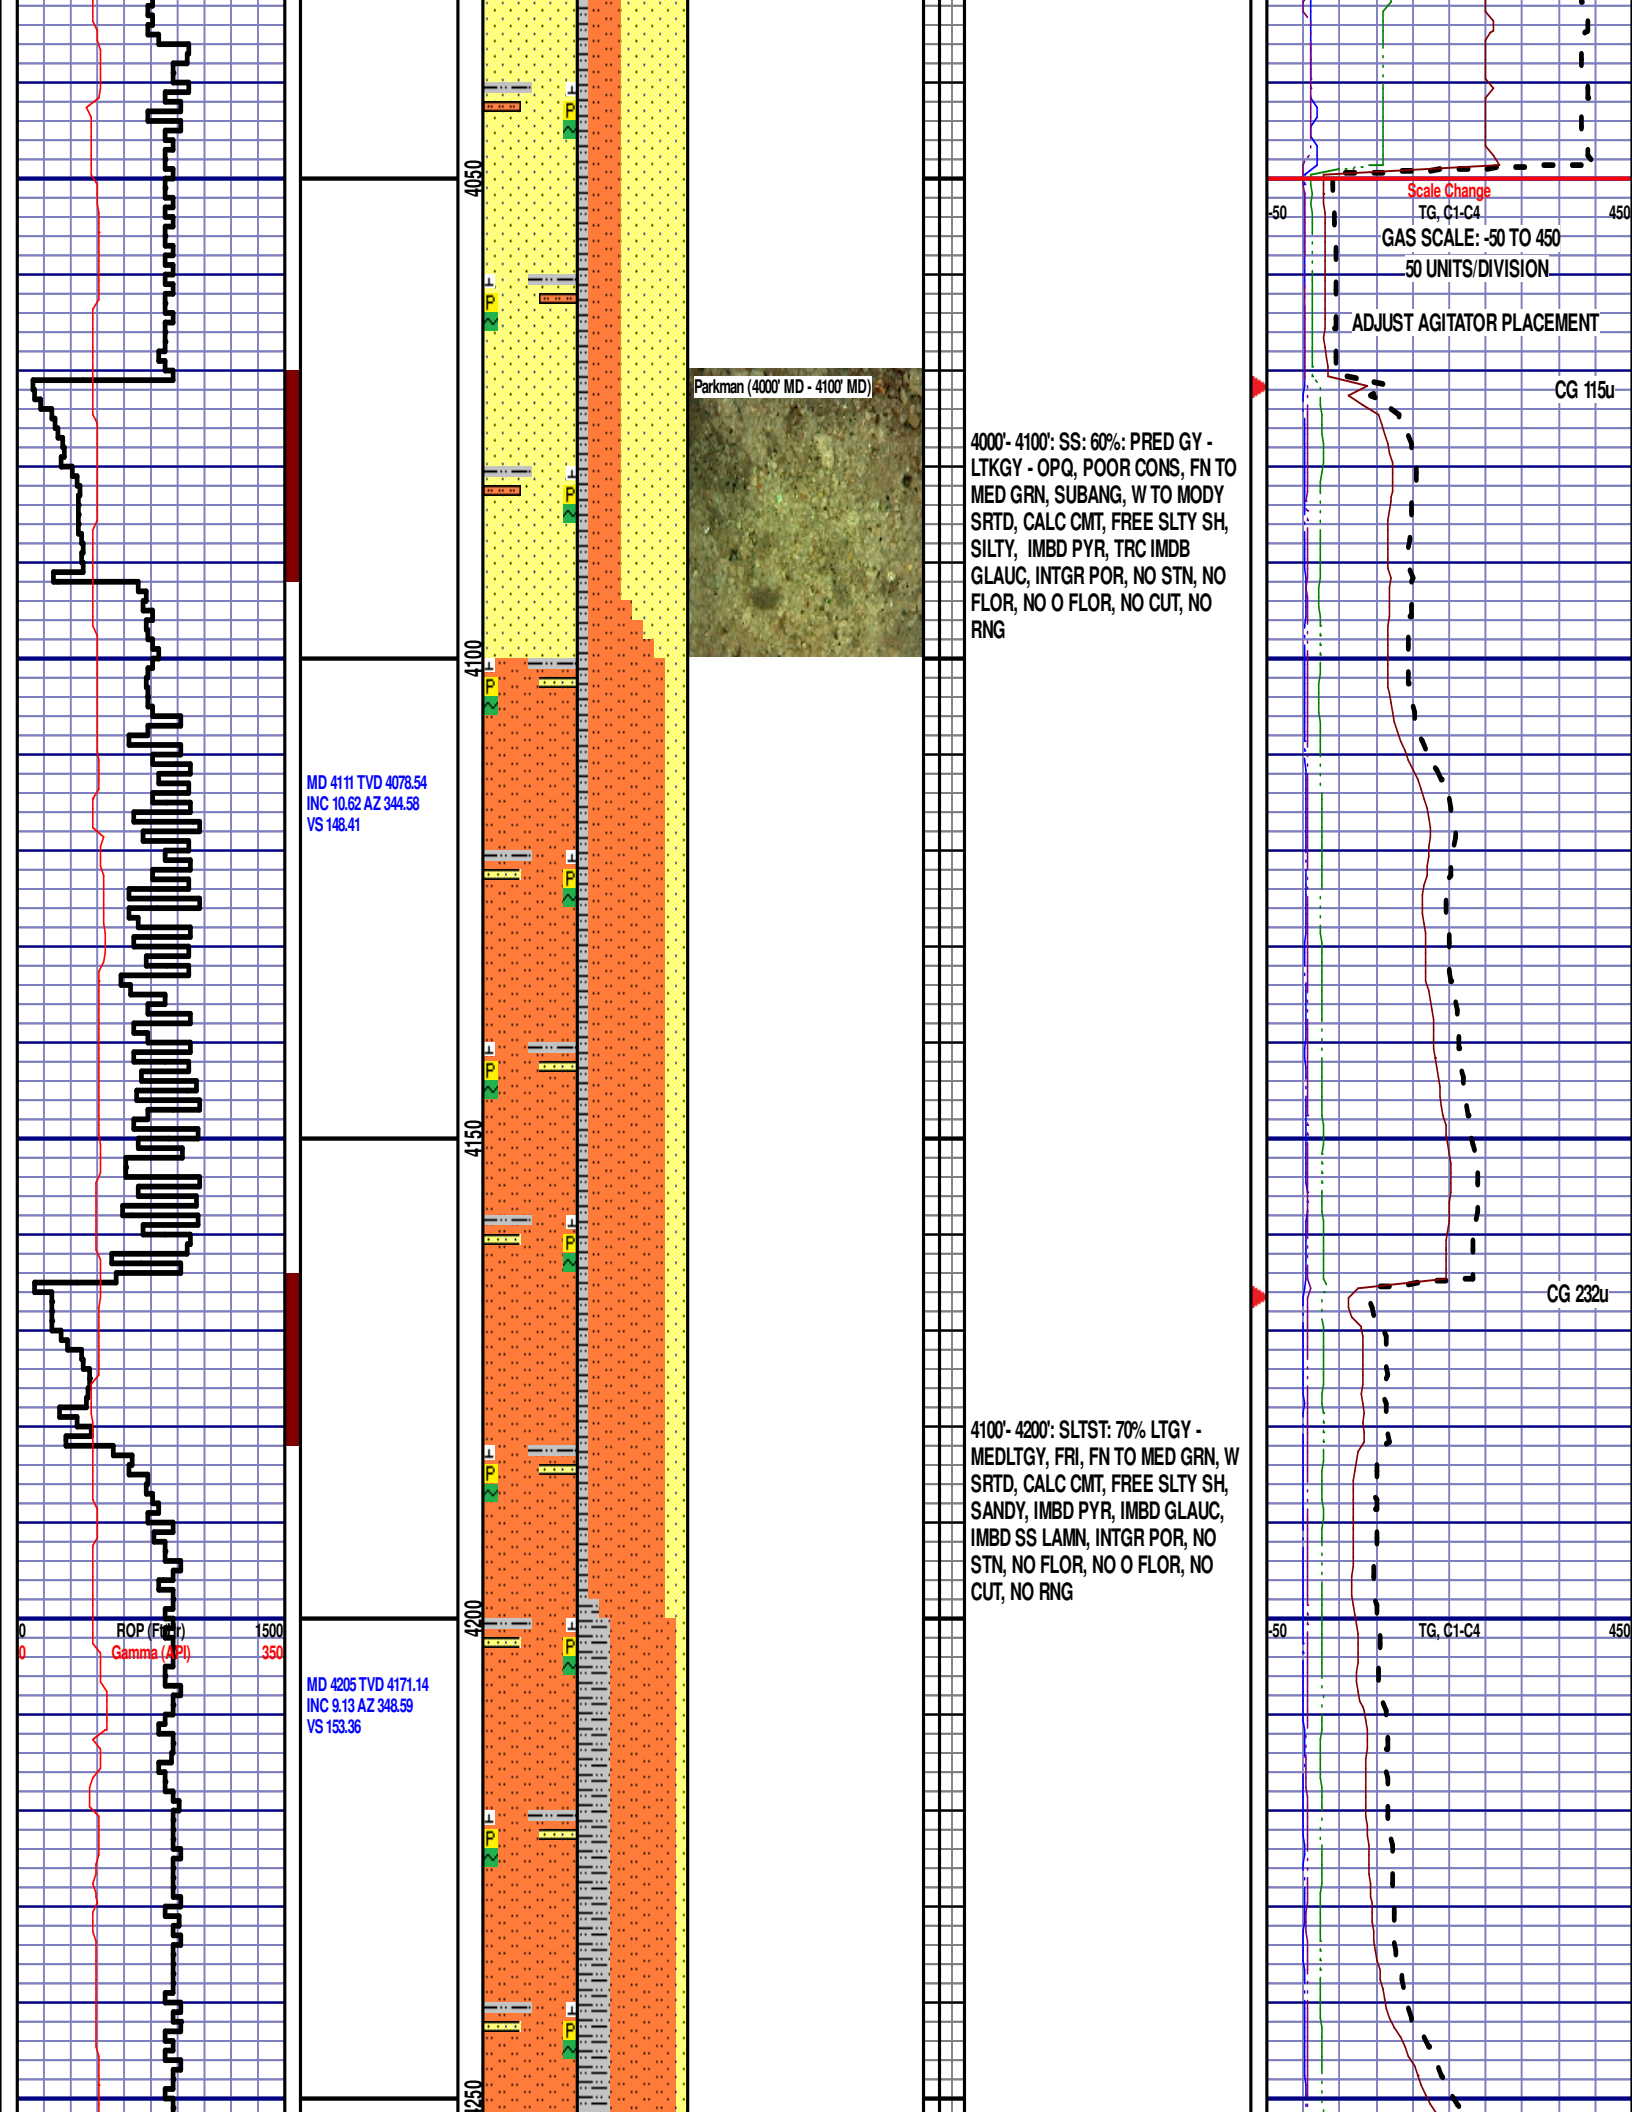 4050
Scale Change
-50 TG, C1-C4 450
GAS SCALE: -50 TO 450
50 UNITS/DIVISION
ADJUST AGITATOR PLACEMENT
CG 115u
Parkman (4000' MD - 4100' MD)
4000'- 4100': SS: 60%: PRED GY -
LTKGY - OPQ, POOR CONS, FN TO
MED GRN, SUBANG, W TO MODY
SRTD, CALC CMT, FREE SLTY SH,
SILTY, IMBD PYR, TRC IMDB
GLAUC, INTGR POR, NO STN, NO
FLOR, NO O FLOR, NO CUT, NO
RNG
4100
MD 4111 TVD 4078.54
INC 10.62 AZ 344.58
VS 148.41
4150
CG 232u
4100'- 4200': SLTST: 70% LTGY -
MEDLTGY, FRI, FN TO MED GRN, W
SRTD, CALC CMT, FREE SLTY SH,
SANDY, IMBD PYR, IMBD GLAUC,
IMBD SS LAMN, INTGR POR, NO
STN, NO FLOR, NO O FLOR, NO
CUT, NO RNG
4200
0 ROP (Ft/hr) 1500
0 Gamma (API) 350
-50 TG, C1-C4 450
MD 4205 TVD 4171.14
INC 9.13 AZ 348.59
VS 153.36
4250